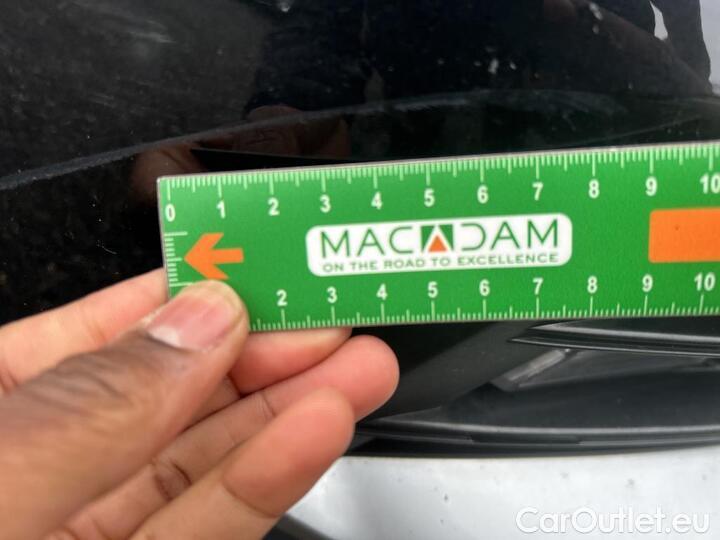 0 1 2 3 4 5 6 7 8 9 10
MACADAM
ON THE ROAD TO EXCELLENCE
2 3 4 5 6 7 8 9 10
CarOutlet.eu